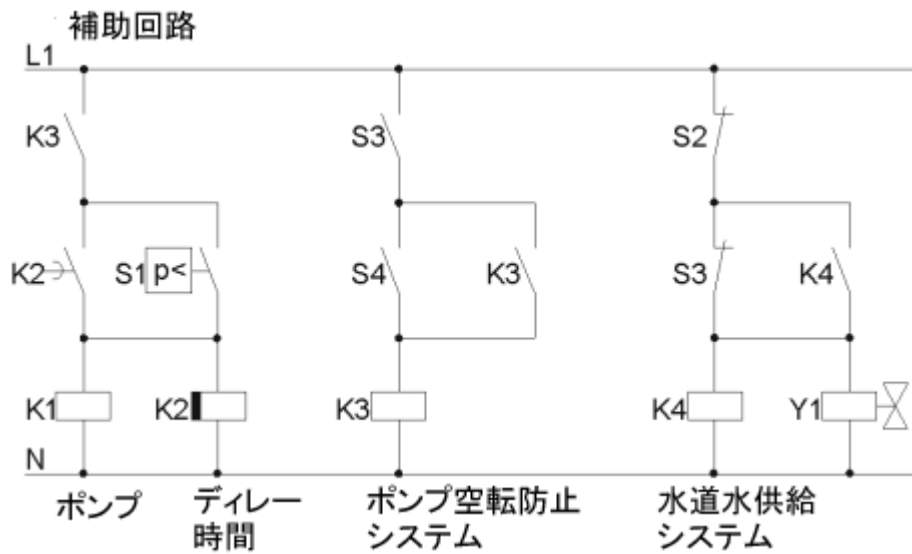 補助回路
L1
K3
S3
S2
K2
S1
p<
S4
K3
S3
K4
K1
K2
K3
K4
Y1
N
ポンプ
ディレー
時間
ポンプ空転防止
システム
水道水供給
システム